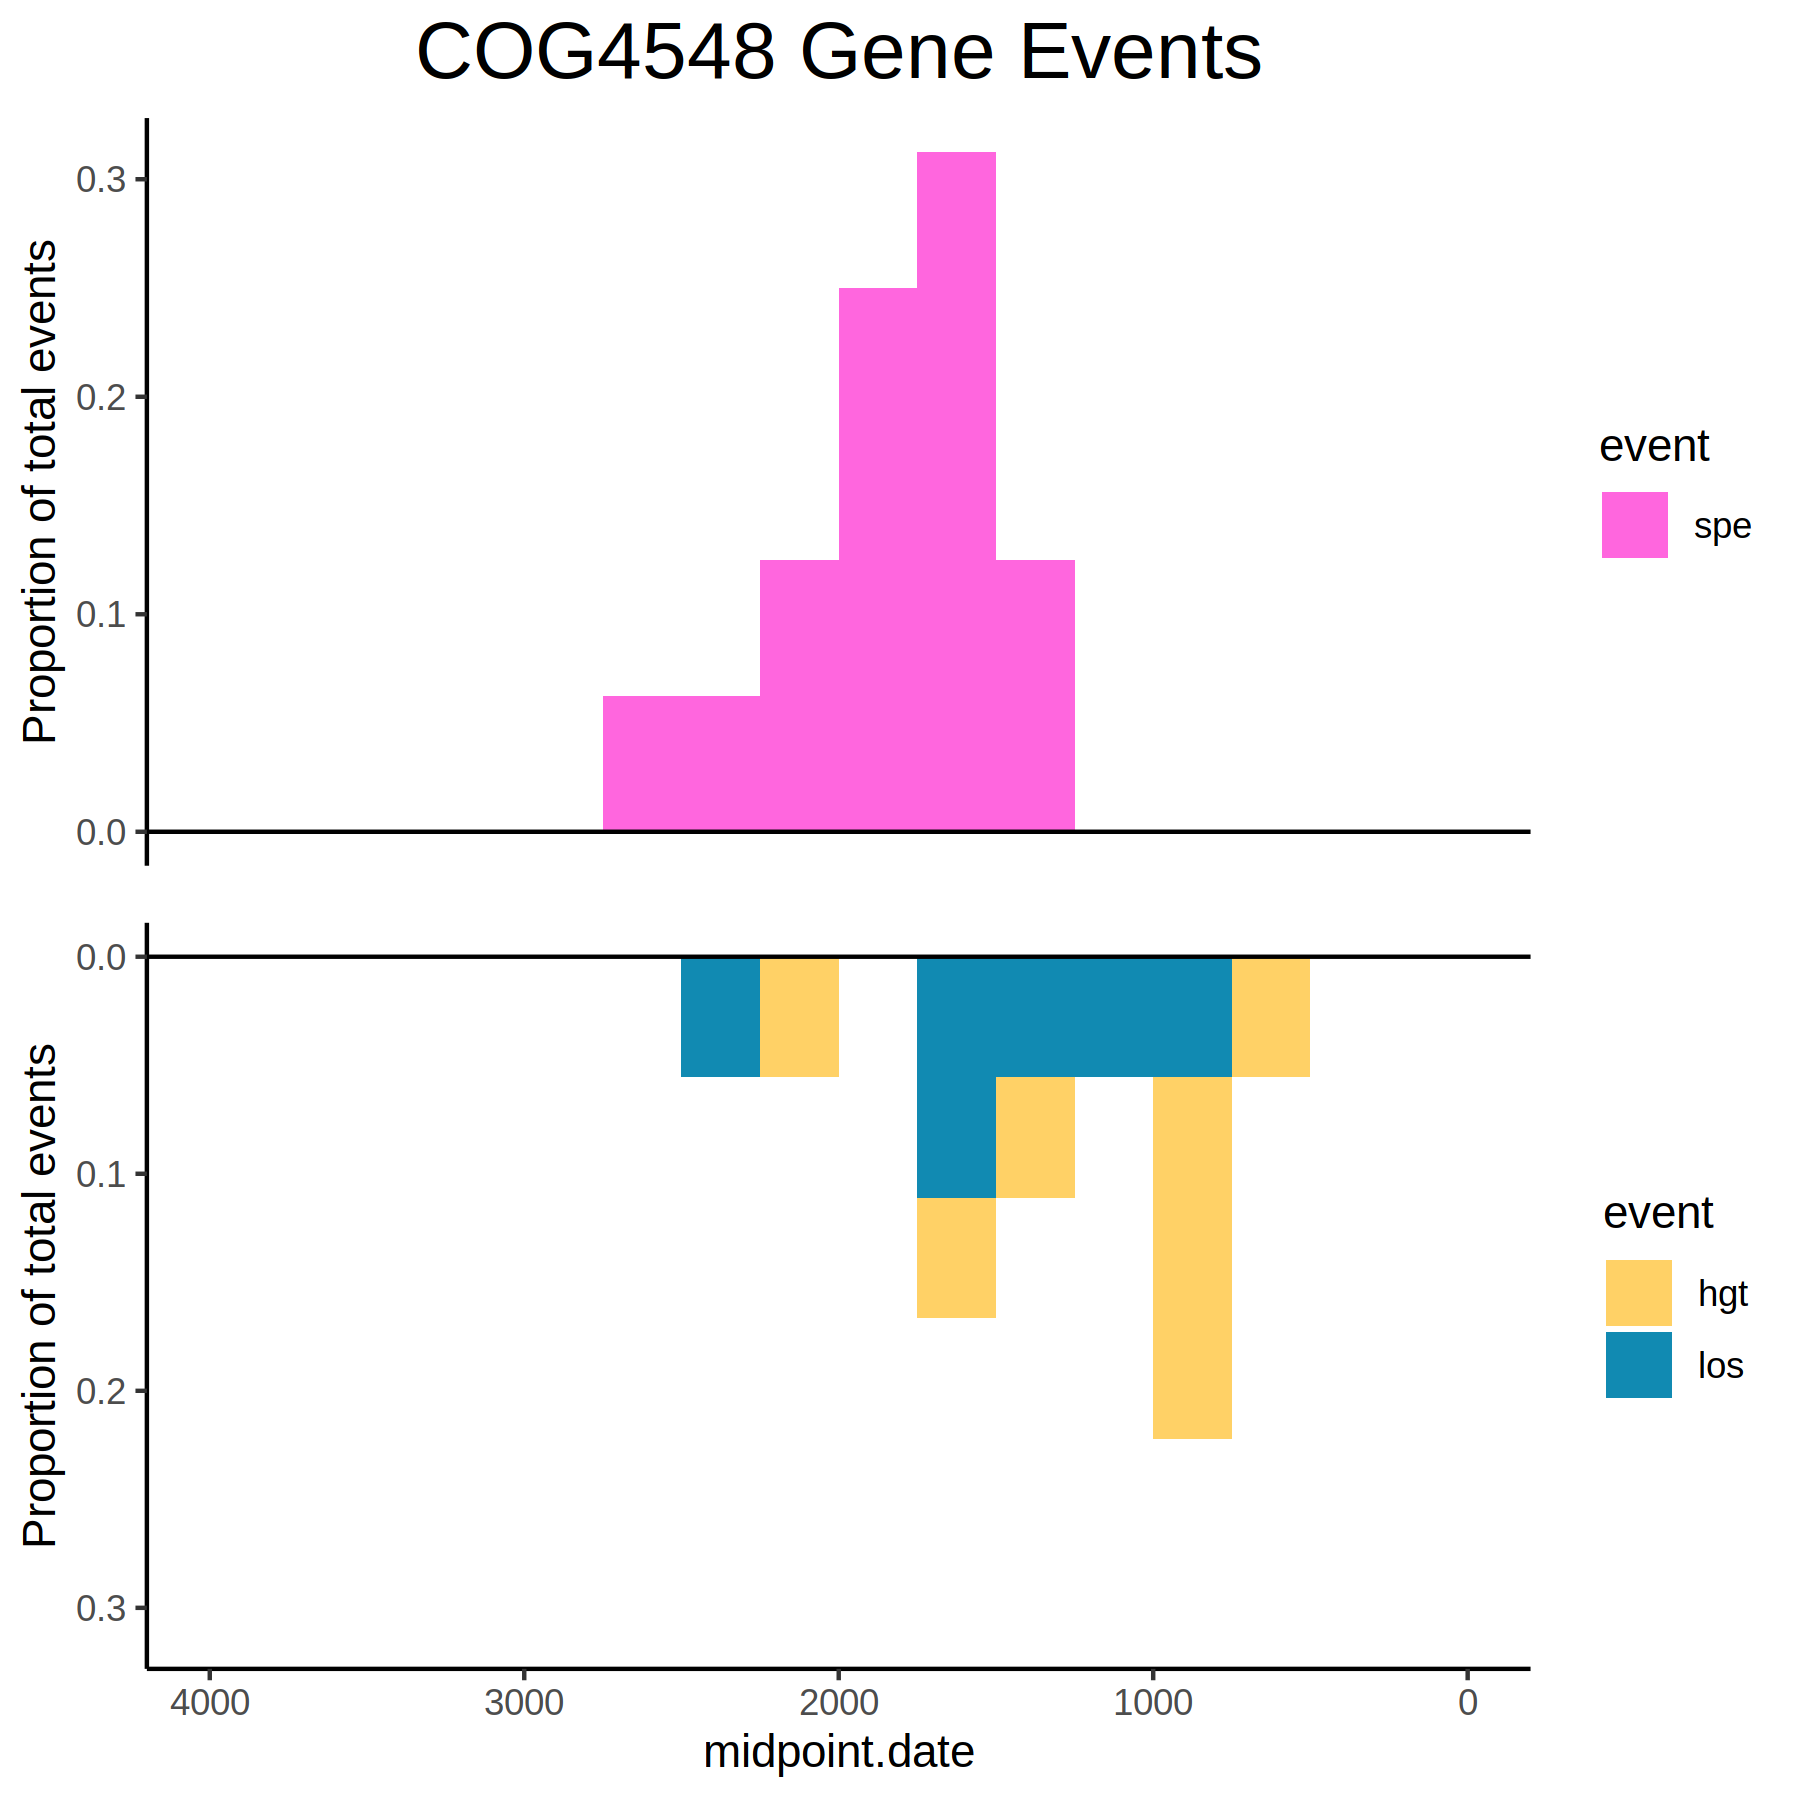 COG4548 Gene Events
Proportion of total events
0.3
0.2
0.1
0.0
event
spe
Proportion of total events
0.0
0.1
0.2
0.3
event
hgt
los
4000 3000 2000 1000 0
midpoint.date